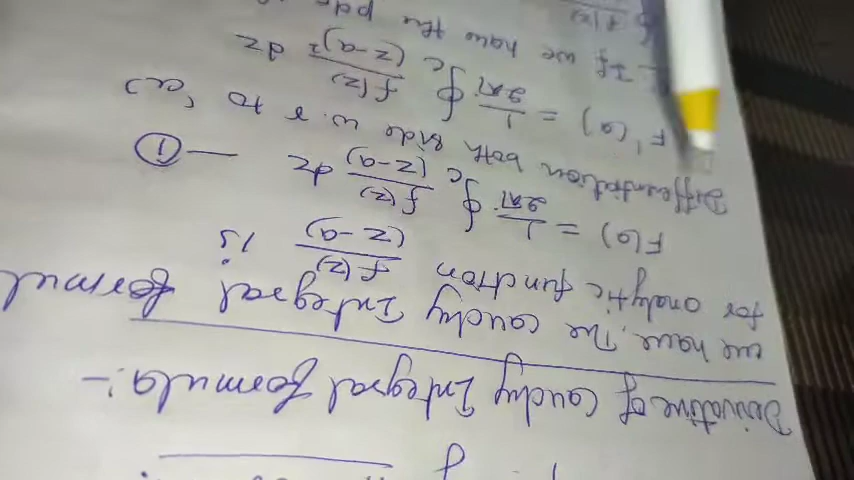 Derivative of Cauchy Integral formula:-
we have, The cauchy Integral formul
for analytic function f(z)/(z-a) is
F(a) = 1/2πi ∮c f(z)/(z-a) dz — ①
Differentiation both side w.r to 'a'
F'(a) = 1/2πi ∮c f(z)/(z-a)² dz
If we have the
f(z)